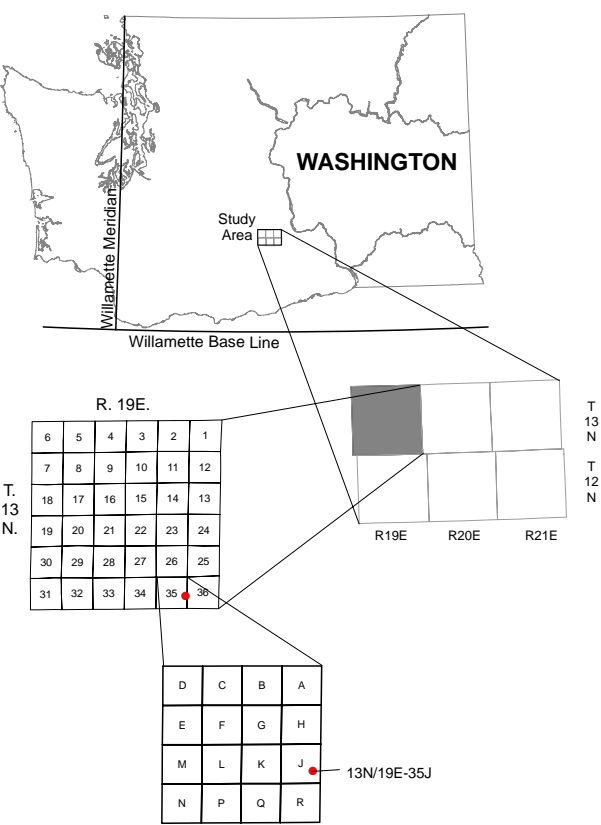 WASHINGTON
Study
Area
Willamette Meridian
Willamette Base Line
R. 19E.
T.
13
N.
6 5 4 3 2 1
7 8 9 10 11 12
18 17 16 15 14 13
19 20 21 22 23 24
30 29 28 27 26 25
31 32 33 34 35 36
T
13
N
T
12
N
R19E R20E R21E
D C B A
E F G H
M L K J
N P Q R
13N/19E-35J